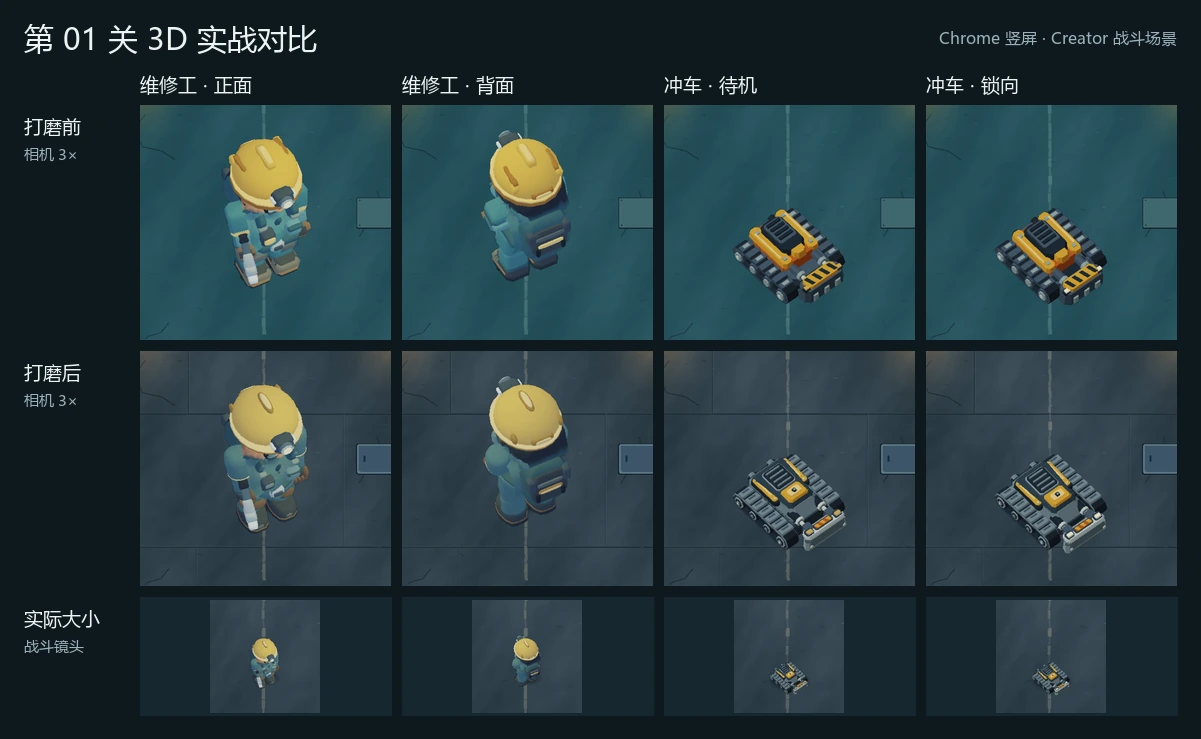 第 01 关 3D 实战对比
Chrome 竖屏 · Creator 战斗场景
维修工 · 正面
维修工 · 背面
冲车 · 待机
冲车 · 锁向
打磨前
相机 3×
打磨后
相机 3×
实际大小
战斗镜头